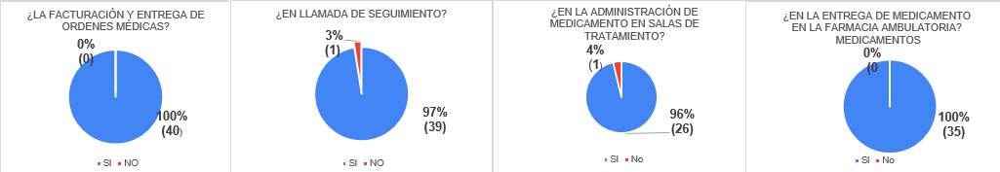 ¿LA FACTURACIÓN Y ENTREGA DE
ORDENES MÉDICAS?
0%
(0)
100%
(40)
SI NO
¿EN LLAMADA DE SEGUIMIENTO?
3%
(1)
97%
(39)
SI NO
¿EN LA ADMINISTRACIÓN DE
MEDICAMENTO EN SALAS DE
TRATAMIENTO?
4%
(1)
96%
(26)
SI No
¿EN LA ENTREGA DE MEDICAMENTO
EN LA FARMACIA AMBULATORIA?
MEDICAMENTOS
0%
(0
100%
(35)
SI No